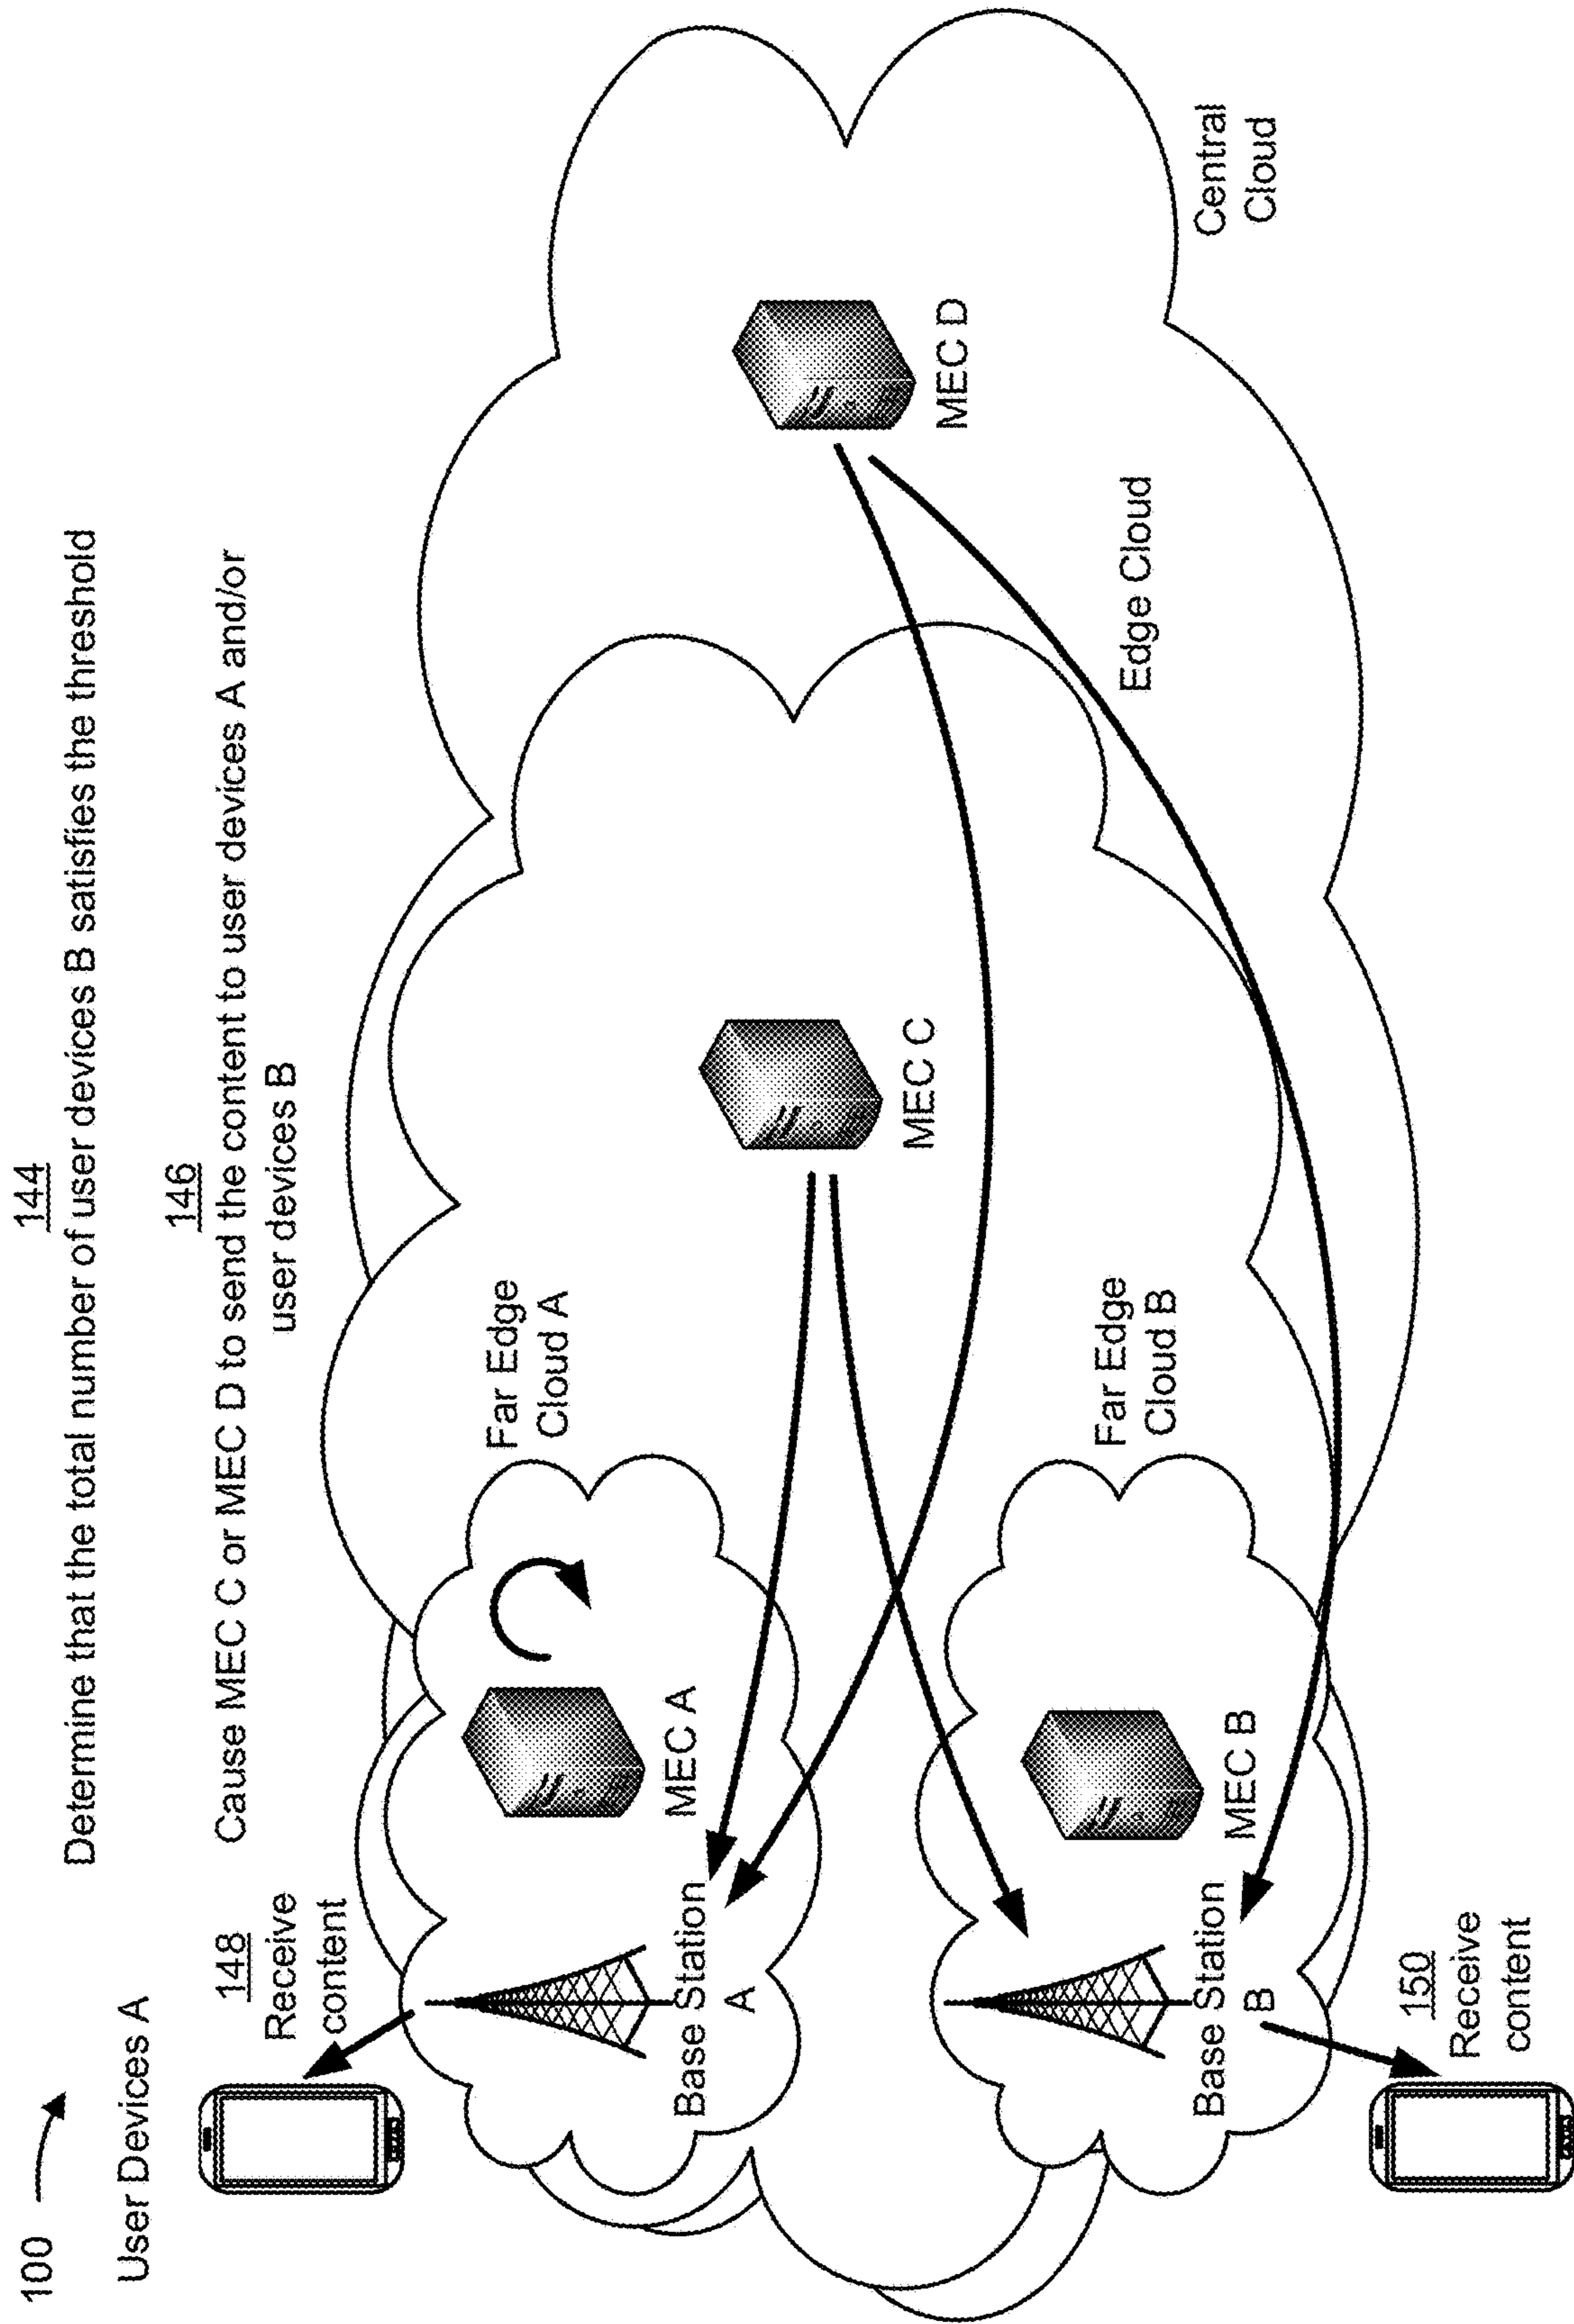 100
144
Determine that the total number of user devices B satisfies the threshold
User Devices A
146
Cause MEC C or MEC D to send the content to user devices A and/or
user devices B
148
Receive
content
Far Edge
Cloud A
MEC A
Base Station
A
MEC C
MEC D
Edge Cloud
Central
Cloud
Far Edge
Cloud B
MEC B
Base Station
B
150
Receive
content